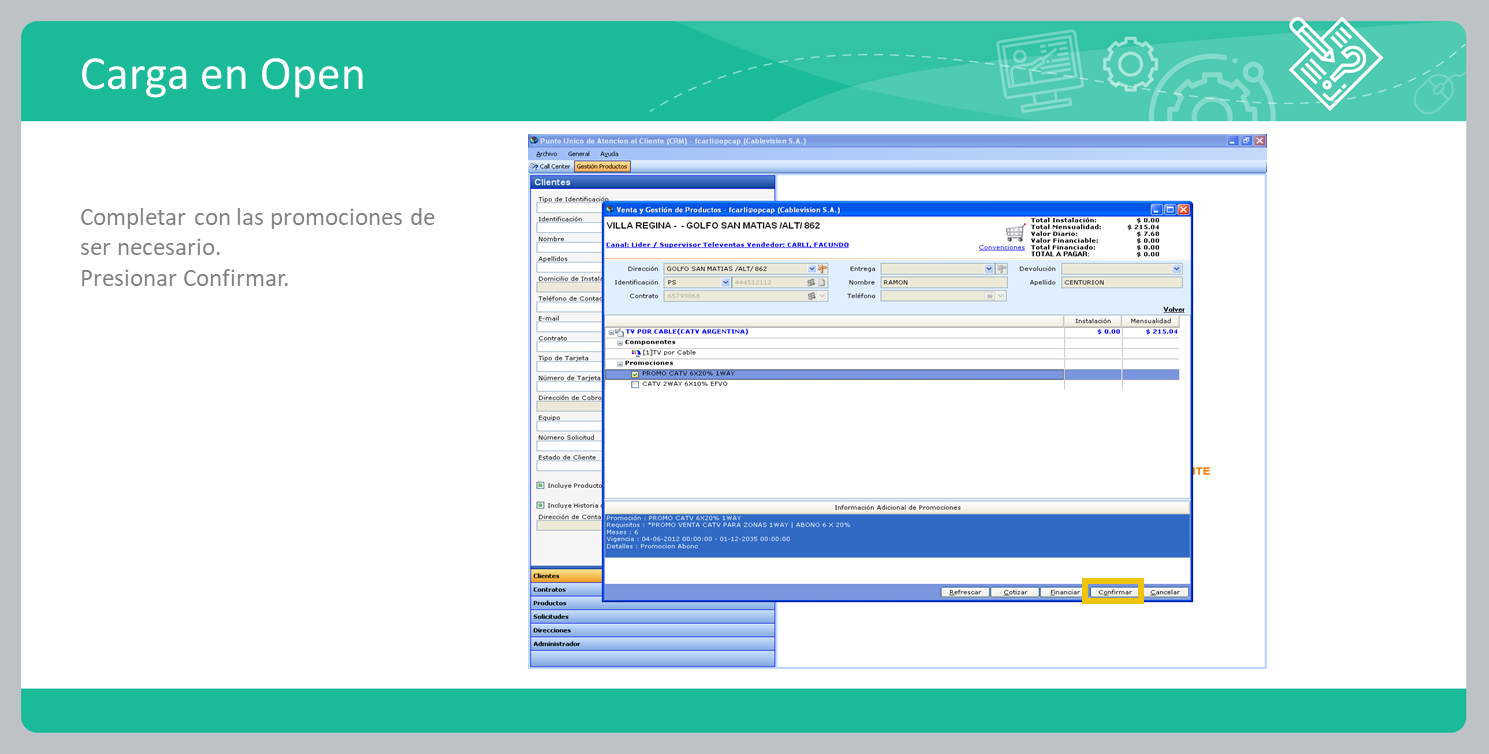 Carga en Open
Completar con las promociones de
ser necesario.
Presionar Confirmar.
Punto Unico de Atencion al Cliente (CRM) - fcarli@opcap (Cablevision S.A.)
Archivo General Ayuda
Call Center Gestión Productos
Clientes
Tipo de Identificación
Identificación
Nombre
Apellidos
Domicilio de Instala
Teléfono de Contac
E-mail
Contrato
Tipo de Tarjeta
Número de Tarjeta
Dirección de Cobro
Equipo
Número Solicitud
Estado de Cliente
Incluye Producto
Incluye Historia
Dirección de Conta
Clientes
Contratos
Productos
Solicitudes
Direcciones
Administrador
Venta y Gestión de Productos - fcarli@opcap (Cablevision S.A.)
VILLA REGINA - - GOLFO SAN MATIAS /ALT/ 862
Canal: Lider / Supervisor Televentas Vendedor: CARLI, FACUNDO
Convenciones
Total Instalación: $ 0.00
Total Mensualidad: $ 215.04
Valor Diario: $ 7.68
Valor Financiable: $ 0.00
Total Financiado: $ 0.00
TOTAL A PAGAR: $ 0.00
Dirección GOLFO SAN MATIAS /ALT/ 862 Entrega Devolución
Identificación PS 444512112 Nombre RAMON Apellido CENTURION
Contrato 65799068 Teléfono
Volver
Instalación Mensualidad
TV POR CABLE(CATV ARGENTINA) $ 0.00 $ 215.04
Componentes
[1]TV por Cable
Promociones
PROMO CATV 6X20% 1WAY
CATV 2WAY 6X10% EFVO
ITE
Información Adicional de Promociones
Promoción : PROMO CATV 6X20% 1WAY
Requisitos : *PROMO VENTA CATV PARA ZONAS 1WAY | ABONO 6 X 20%
Meses : 6
Vigencia : 04-06-2012 00:00:00 - 01-12-2035 00:00:00
Detalles : Promocion Abono
Refrescar Cotizar Financiar Confirmar Cancelar